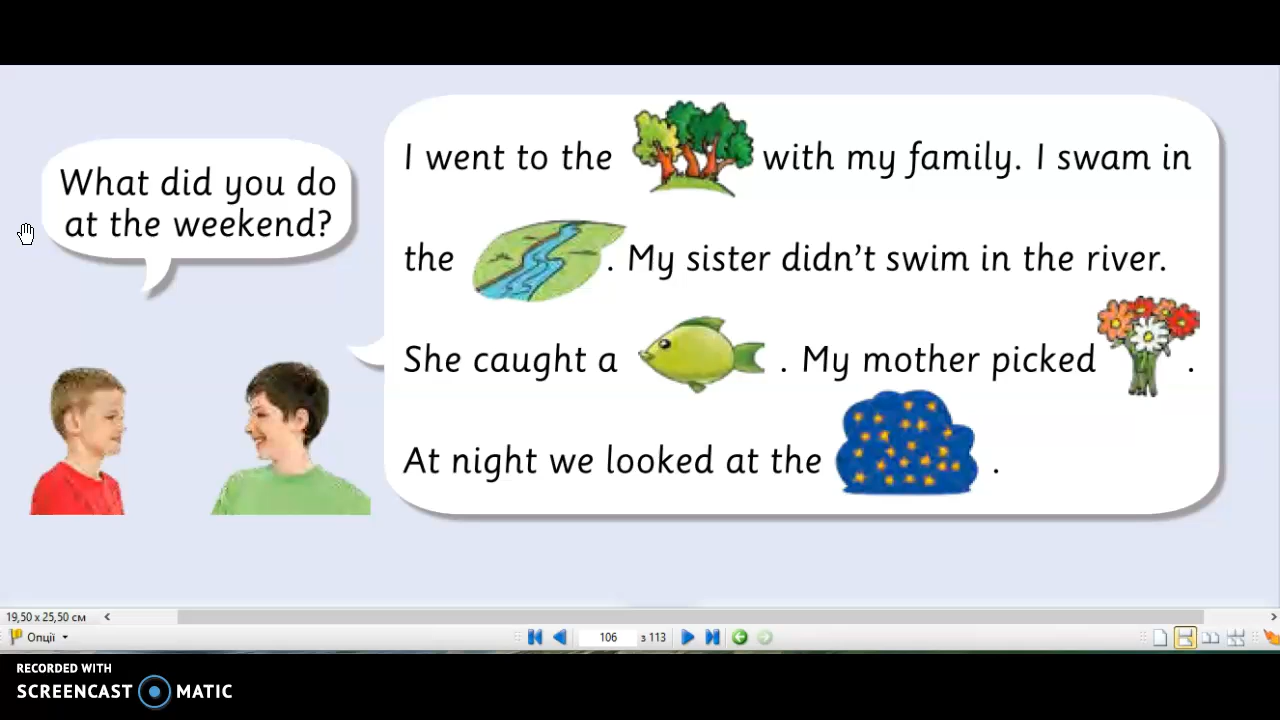 What did you do
at the weekend?
I went to the with my family. I swam in
the . My sister didn't swim in the river.
She caught a . My mother picked .
At night we looked at the .
19,50 x 25,50 см
Опції
106 з 113
RECORDED WITH
SCREENCAST MATIC